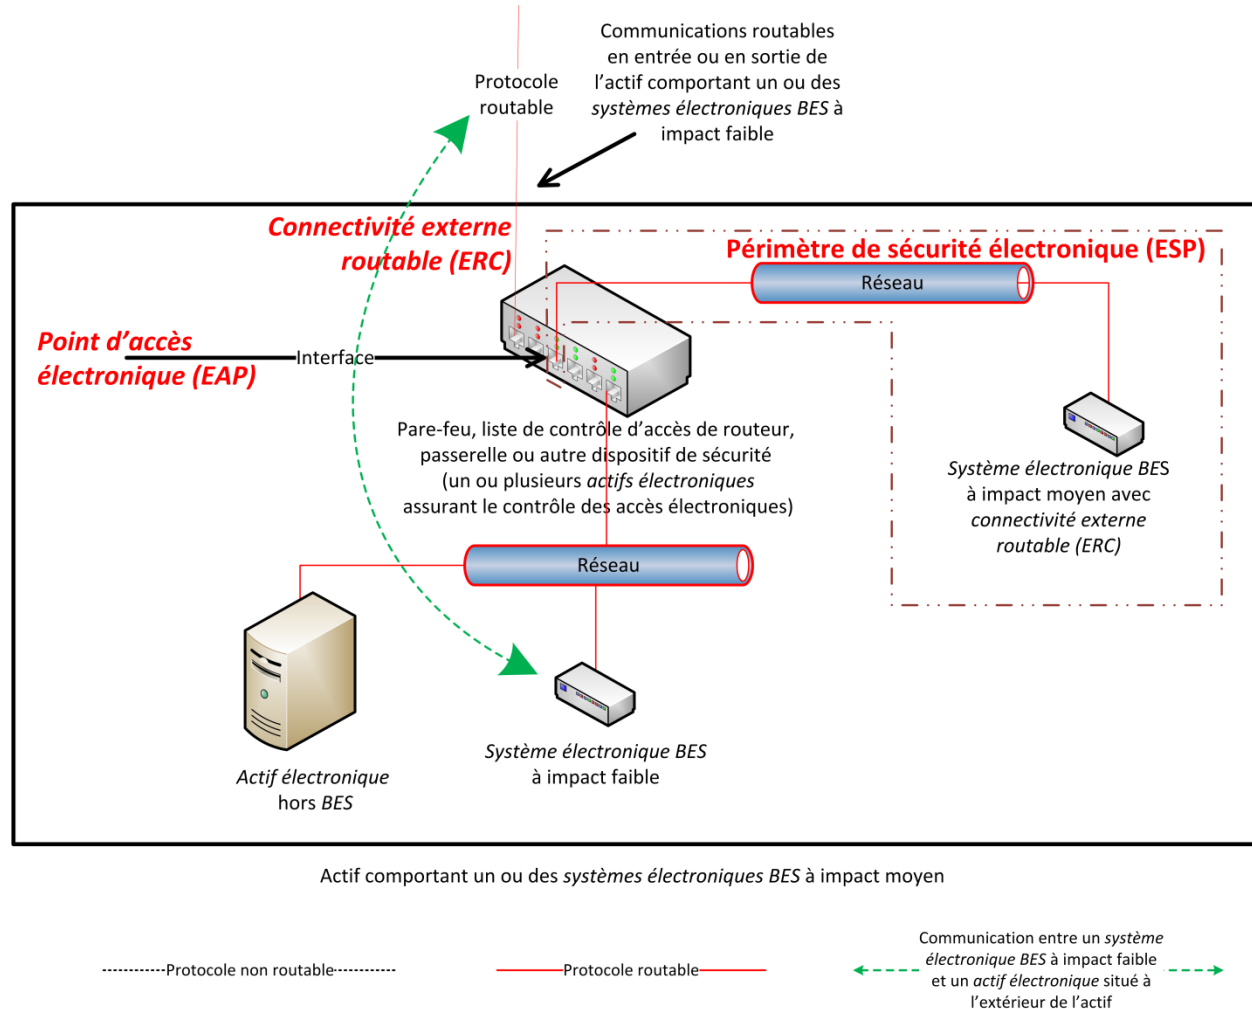 Communications routables
en entrée ou en sortie de
l’actif comportant un ou des
systèmes électroniques BES à
impact faible
Protocole
routable
Connectivité externe
routable (ERC)
Périmètre de sécurité électronique (ESP)
Réseau
Point d’accès
électronique (EAP)
Interface
Pare-feu, liste de contrôle d’accès de routeur,
passerelle ou autre dispositif de sécurité
(un ou plusieurs actifs électroniques
assurant le contrôle des accès électroniques)
Système électronique BES
à impact moyen avec
connectivité externe
routable (ERC)
Réseau
Système électronique BES
à impact faible
Actif électronique
hors BES
Actif comportant un ou des systèmes électroniques BES à impact moyen
Protocole non routable
Protocole routable
Communication entre un système
électronique BES à impact faible
et un actif électronique situé à
l’extérieur de l’actif